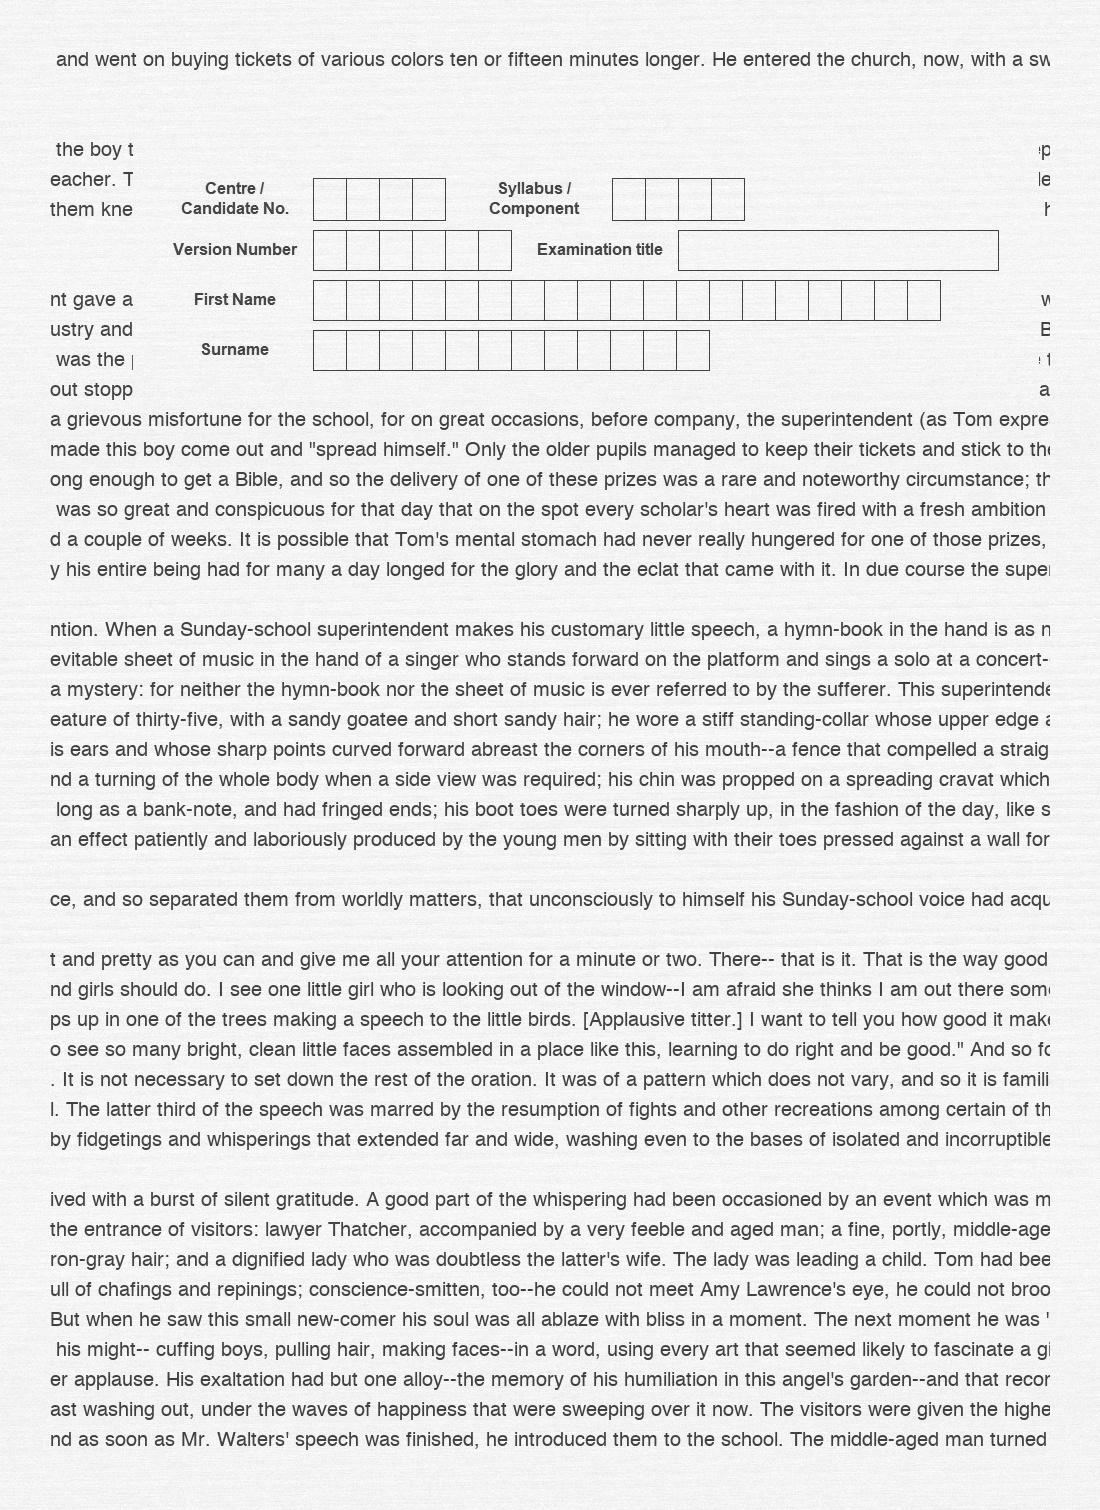 and went on buying tickets of various colors ten or fifteen minutes longer. He entered the church, now, with a sw
the boy t
eacher. T
them kne
Centre / Candidate No.
Syllabus / Component
Version Number
Examination title
nt gave a
First Name
ustry and
B
was the
Surname
out stopp
a
a grievous misfortune for the school, for on great occasions, before company, the superintendent (as Tom expre
made this boy come out and "spread himself." Only the older pupils managed to keep their tickets and stick to the
ong enough to get a Bible, and so the delivery of one of these prizes was a rare and noteworthy circumstance; th
was so great and conspicuous for that day that on the spot every scholar's heart was fired with a fresh ambition
d a couple of weeks. It is possible that Tom's mental stomach had never really hungered for one of those prizes,
y his entire being had for many a day longed for the glory and the eclat that came with it. In due course the super
ntion. When a Sunday-school superintendent makes his customary little speech, a hymn-book in the hand is as n
evitable sheet of music in the hand of a singer who stands forward on the platform and sings a solo at a concert-
a mystery: for neither the hymn-book nor the sheet of music is ever referred to by the sufferer. This superintende
eature of thirty-five, with a sandy goatee and short sandy hair; he wore a stiff standing-collar whose upper edge a
is ears and whose sharp points curved forward abreast the corners of his mouth--a fence that compelled a straig
nd a turning of the whole body when a side view was required; his chin was propped on a spreading cravat which
long as a bank-note, and had fringed ends; his boot toes were turned sharply up, in the fashion of the day, like s
an effect patiently and laboriously produced by the young men by sitting with their toes pressed against a wall for
ce, and so separated them from worldly matters, that unconsciously to himself his Sunday-school voice had acqu
t and pretty as you can and give me all your attention for a minute or two. There-- that is it. That is the way good
nd girls should do. I see one little girl who is looking out of the window--I am afraid she thinks I am out there some
ps up in one of the trees making a speech to the little birds. [Applausive titter.] I want to tell you how good it make
o see so many bright, clean little faces assembled in a place like this, learning to do right and be good." And so fo
. It is not necessary to set down the rest of the oration. It was of a pattern which does not vary, and so it is famili
l. The latter third of the speech was marred by the resumption of fights and other recreations among certain of th
by fidgetings and whisperings that extended far and wide, washing even to the bases of isolated and incorruptible
ived with a burst of silent gratitude. A good part of the whispering had been occasioned by an event which was m
the entrance of visitors: lawyer Thatcher, accompanied by a very feeble and aged man; a fine, portly, middle-age
ron-gray hair; and a dignified lady who was doubtless the latter's wife. The lady was leading a child. Tom had bee
ull of chafings and repinings; conscience-smitten, too--he could not meet Amy Lawrence's eye, he could not broo
But when he saw this small new-comer his soul was all ablaze with bliss in a moment. The next moment he was '
his might-- cuffing boys, pulling hair, making faces--in a word, using every art that seemed likely to fascinate a gi
er applause. His exaltation had but one alloy--the memory of his humiliation in this angel's garden--and that recor
ast washing out, under the waves of happiness that were sweeping over it now. The visitors were given the highe
nd as soon as Mr. Walters' speech was finished, he introduced them to the school. The middle-aged man turned